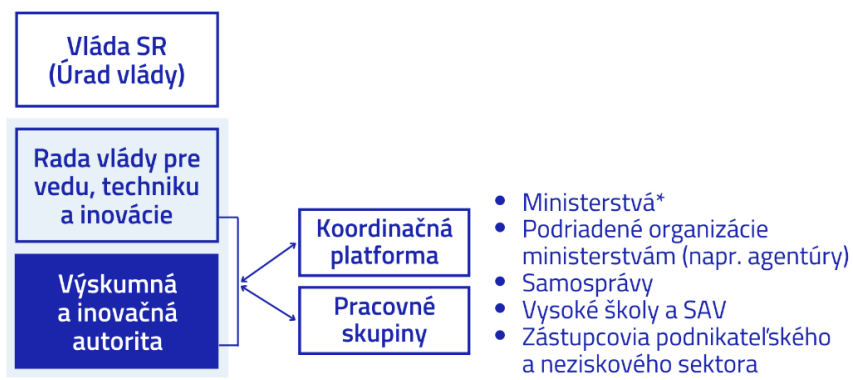 Vláda SR
(Úrad vlády)
Rada vlády pre
vedu, techniku
a inovácie
Výskumná
a inovačná
autorita
Koordinačná
platforma
Pracovné
skupiny
• Ministerstvá*
• Podriadené organizácie
ministerstvám (napr. agentúry)
• Samosprávy
• Vysoké školy a SAV
• Zástupcovia podnikateľského
a neziskového sektora